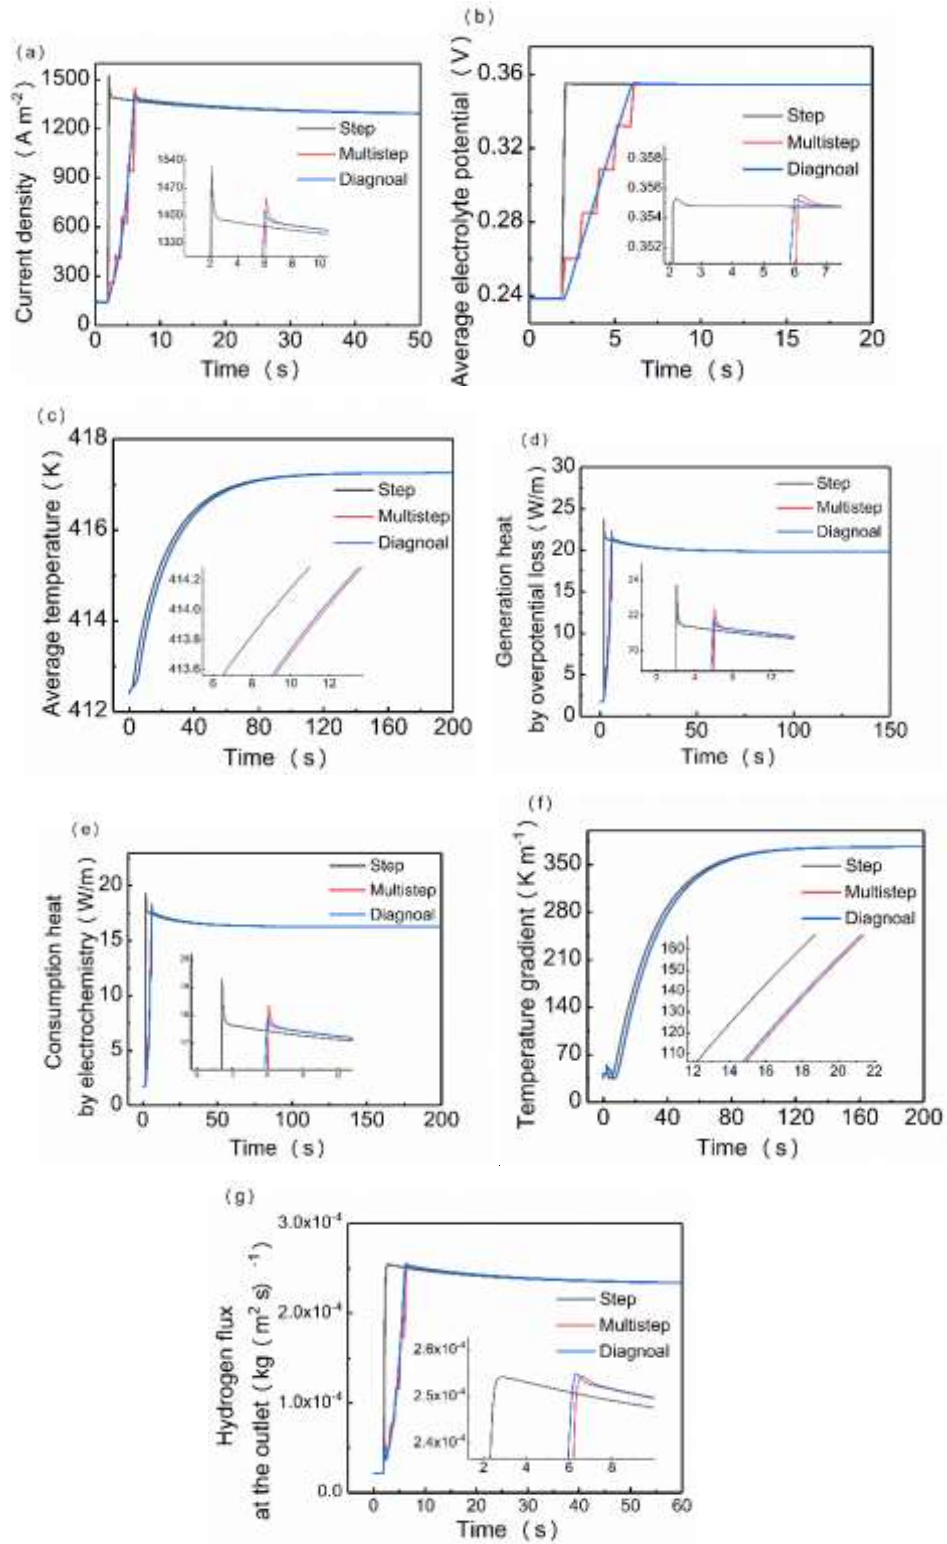 (a)
Current density (A m-2)
1500
1200
900
600
300
0
Step
Multistep
Diagnoal
1540
1470
1400
1330
2 4 6 8 10
0 10 20 30 40 50
Time (s)
(b)
Average electrolyte potential (V)
0.36
0.32
0.28
0.24
Step
Multistep
Diagnoal
0.358
0.356
0.354
0.352
2 3 4 5 6 7
0 5 10 15 20
Time (s)
(c)
Average temperature (K)
418
416
414
412
Step
Multistep
Diagnoal
414.2
414.0
413.8
413.6
6 8 10 12
0 40 80 120 160 200
Time (s)
(d)
Generation heat
by overpotential loss (W/m)
30
25
20
15
10
5
0
Step
Multistep
Diagnoal
24
22
20
0 50 100 150
Time (s)
(e)
Consumption heat
by electrochemistry (W/m)
20
15
10
5
0
Step
Multistep
Diagnoal
0 50 100 150 200
Time (s)
(f)
Temperature gradient (K m-1)
350
280
210
140
70
0
Step
Multistep
Diagnoal
160
150
140
130
120
110
12 14 16 18 20 22
0 40 80 120 160 200
Time (s)
(g)
Hydrogen flux
at the outlet (kg (m2 s) -1)
3.0x10-4
2.0x10-4
1.0x10-4
0.0
Step
Multistep
Diagnoal
2.6x10-4
2.5x10-4
2.4x10-4
2 4 6 8
0 10 20 30 40 50 60
Time (s)